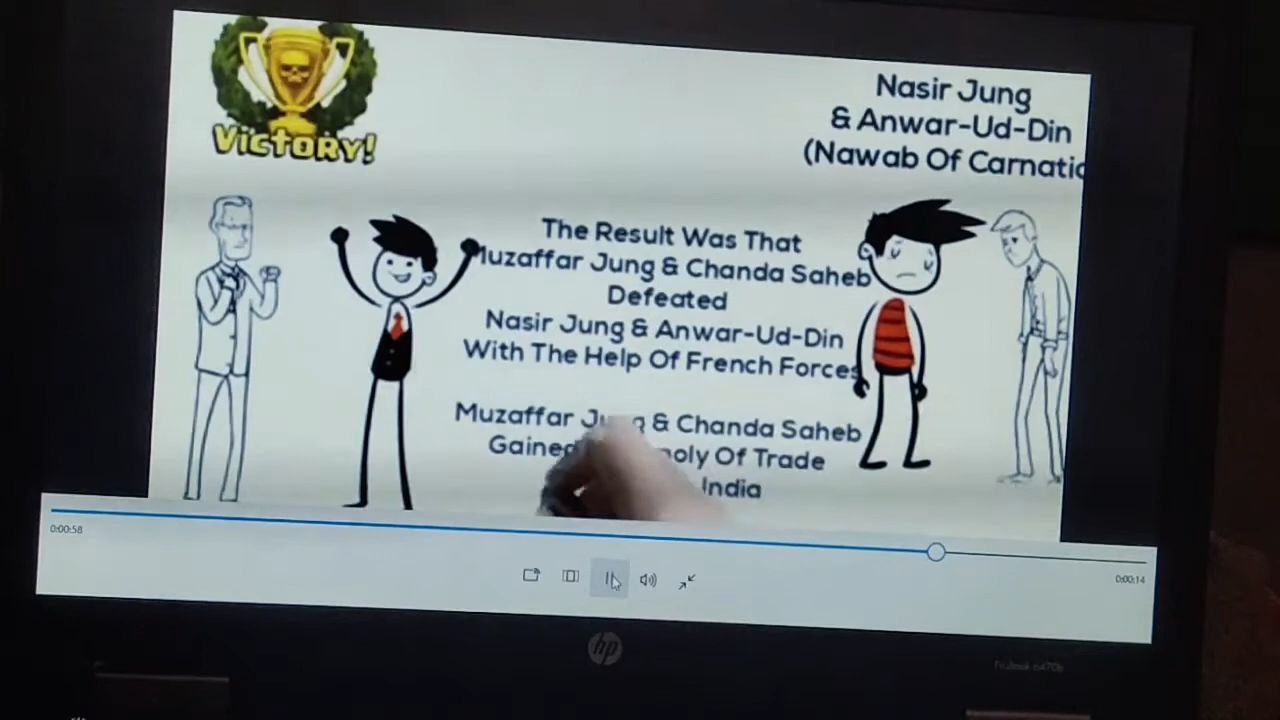 Victory!
Nasir Jung
& Anwar-Ud-Din
(Nawab Of Carnatic
The Result Was That
Muzaffar Jung & Chanda Saheb
Defeated
Nasir Jung & Anwar-Ud-Din
With The Help Of French Forces
Muzaffar Jung & Chanda Saheb
Gained Of Trade
India
0:00:58
0:00:14
hp